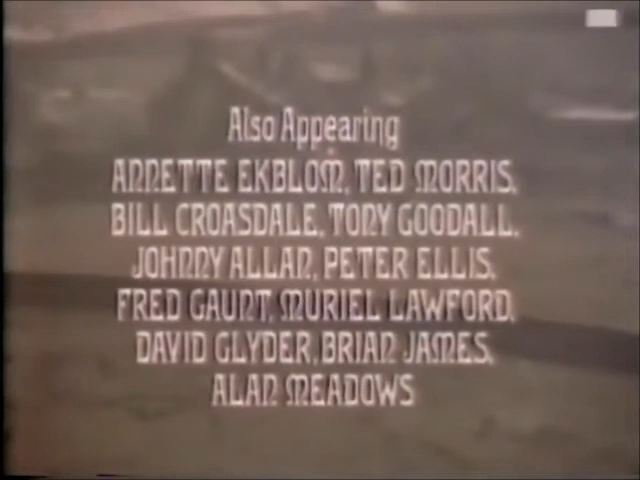 Also Appearing
ANNETTE EKBLOM, TED MORRIS,
BILL CROASDALE, TONY GOODALL,
JOHNNY ALLAN, PETER ELLIS,
FRED GAUNT, MURIEL LAWFORD,
DAVID GLYDER, BRIAN JAMES,
ALAN MEADOWS